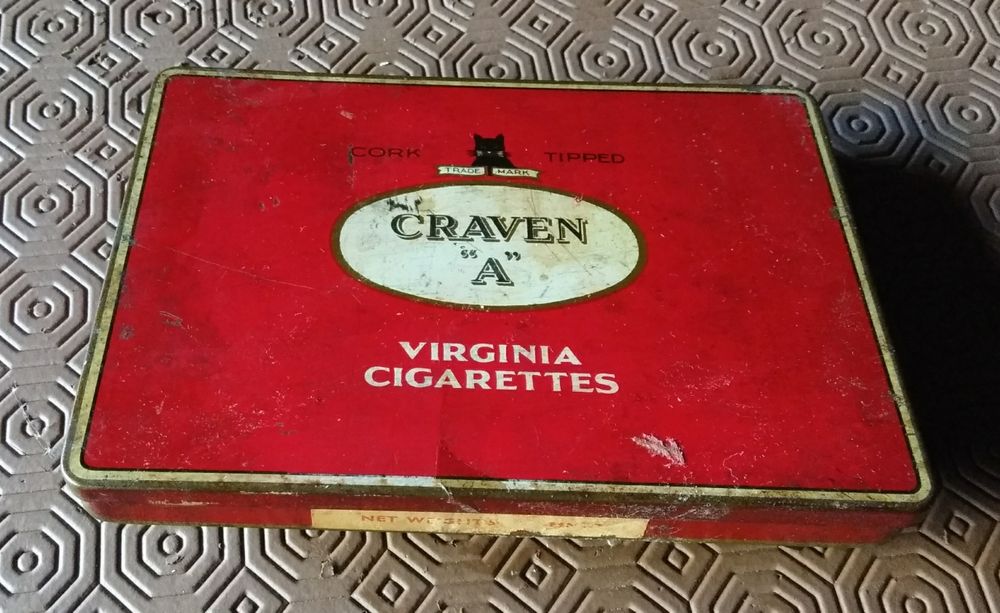 CORK TIPPED
TRADE MARK
CRAVEN
"A"
VIRGINIA
CIGARETTES
NET